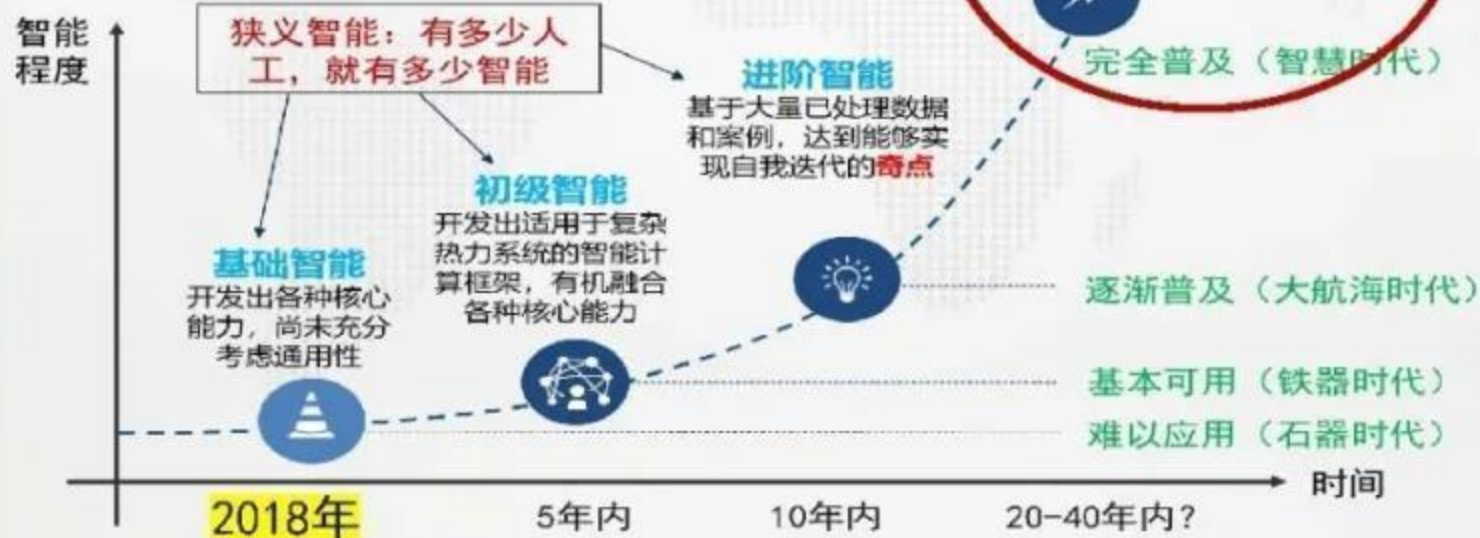 智能
程度
狭义智能：有多少人
工，就有多少智能
进阶智能
基于大量已处理数据
和案例，达到能够实
现自我迭代的奇点
初级智能
开发出适用于复杂
热力系统的智能计
算框架，有机融合
各种核心能力
基础智能
开发出各种核心
能力，尚未充分
考虑通用性
完全普及（智慧时代）
逐渐普及（大航海时代）
基本可用（铁器时代）
难以应用（石器时代）
时间
2018年
5年内
10年内
20-40年内?